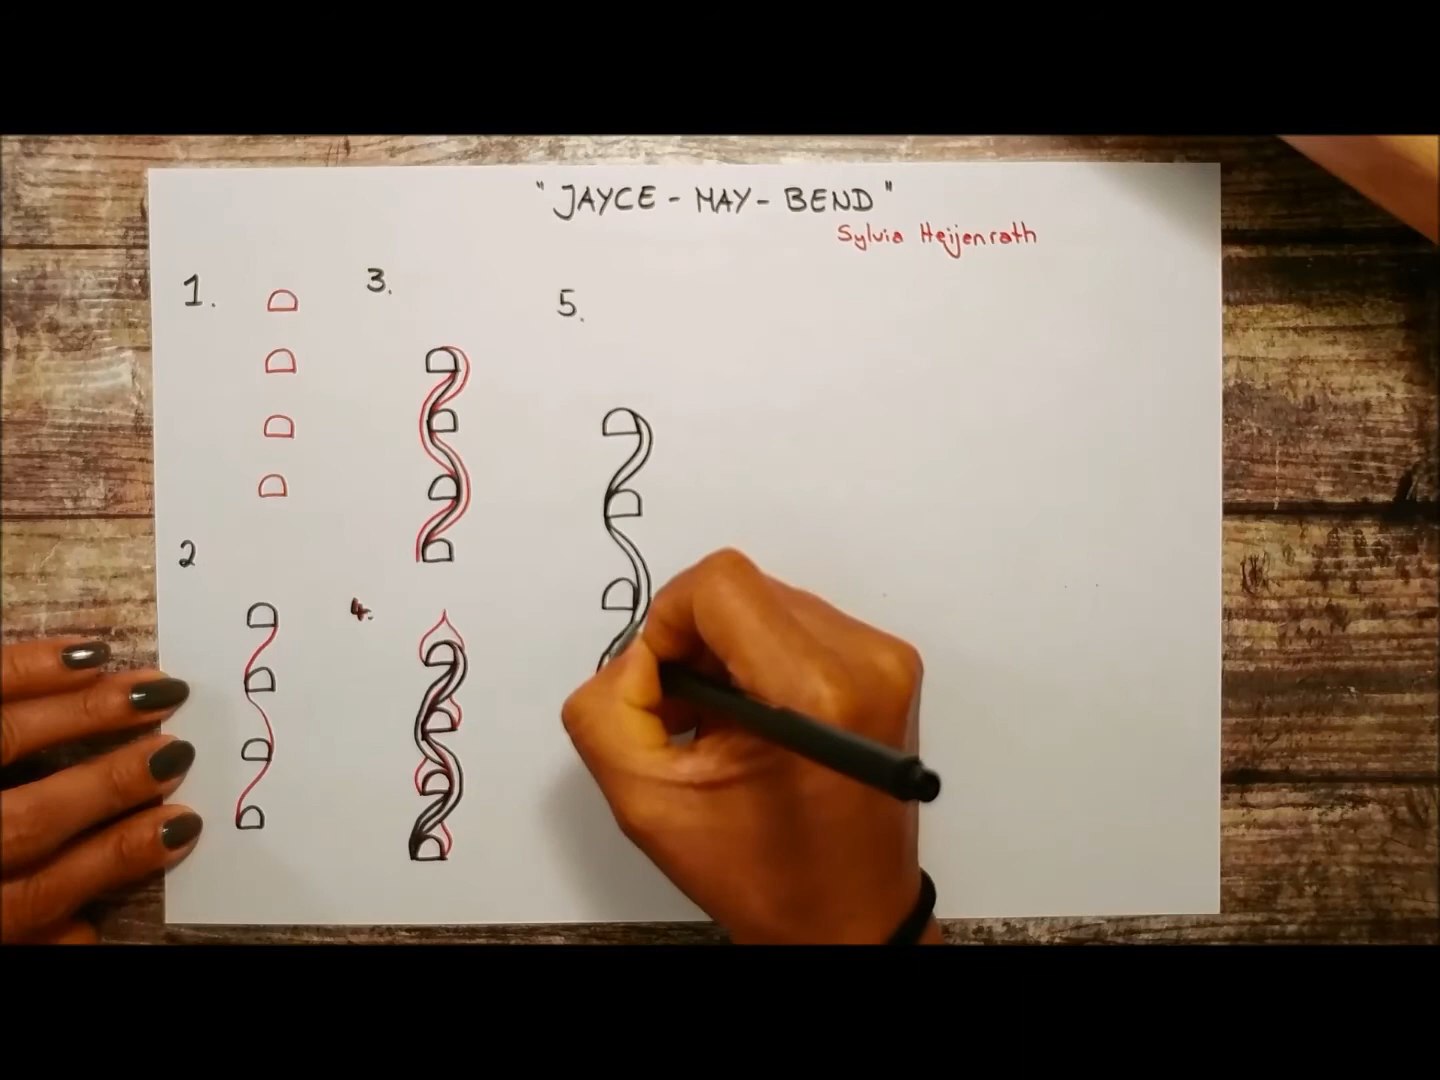 "JAYCE - MAY - BEND"
Sylvia Heijenrath
1.
3.
5.
2
4.